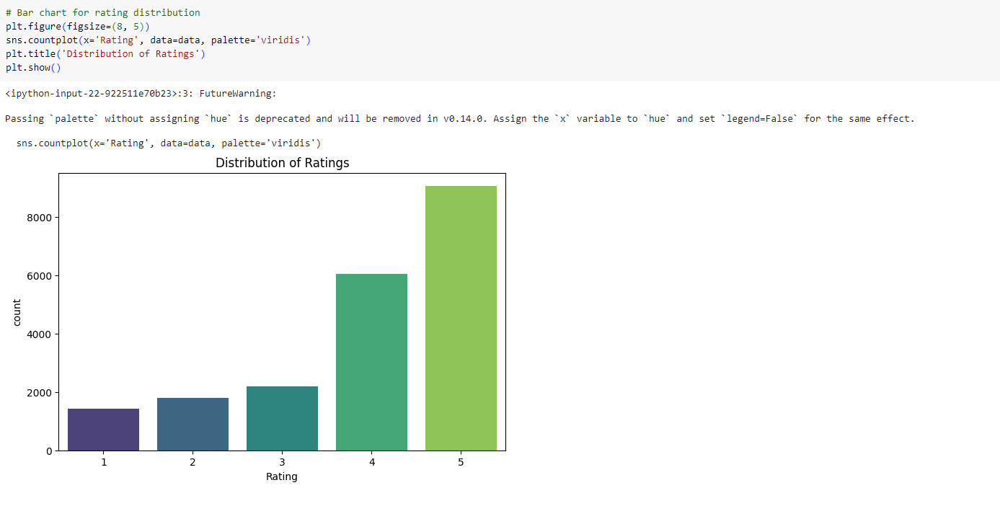 # Bar chart for rating distribution
plt.figure(figsize=(8, 5))
sns.countplot(x='Rating', data=data, palette='viridis')
plt.title('Distribution of Ratings')
plt.show()
<ipython-input-22-922511e70b23>:3: FutureWarning:
Passing `palette` without assigning `hue` is deprecated and will be removed in v0.14.0. Assign the `x` variable to `hue` and set `legend=False` for the same effect.
sns.countplot(x='Rating', data=data, palette='viridis')
Distribution of Ratings
8000
6000
4000
2000
0
count
1 2 3 4 5
Rating